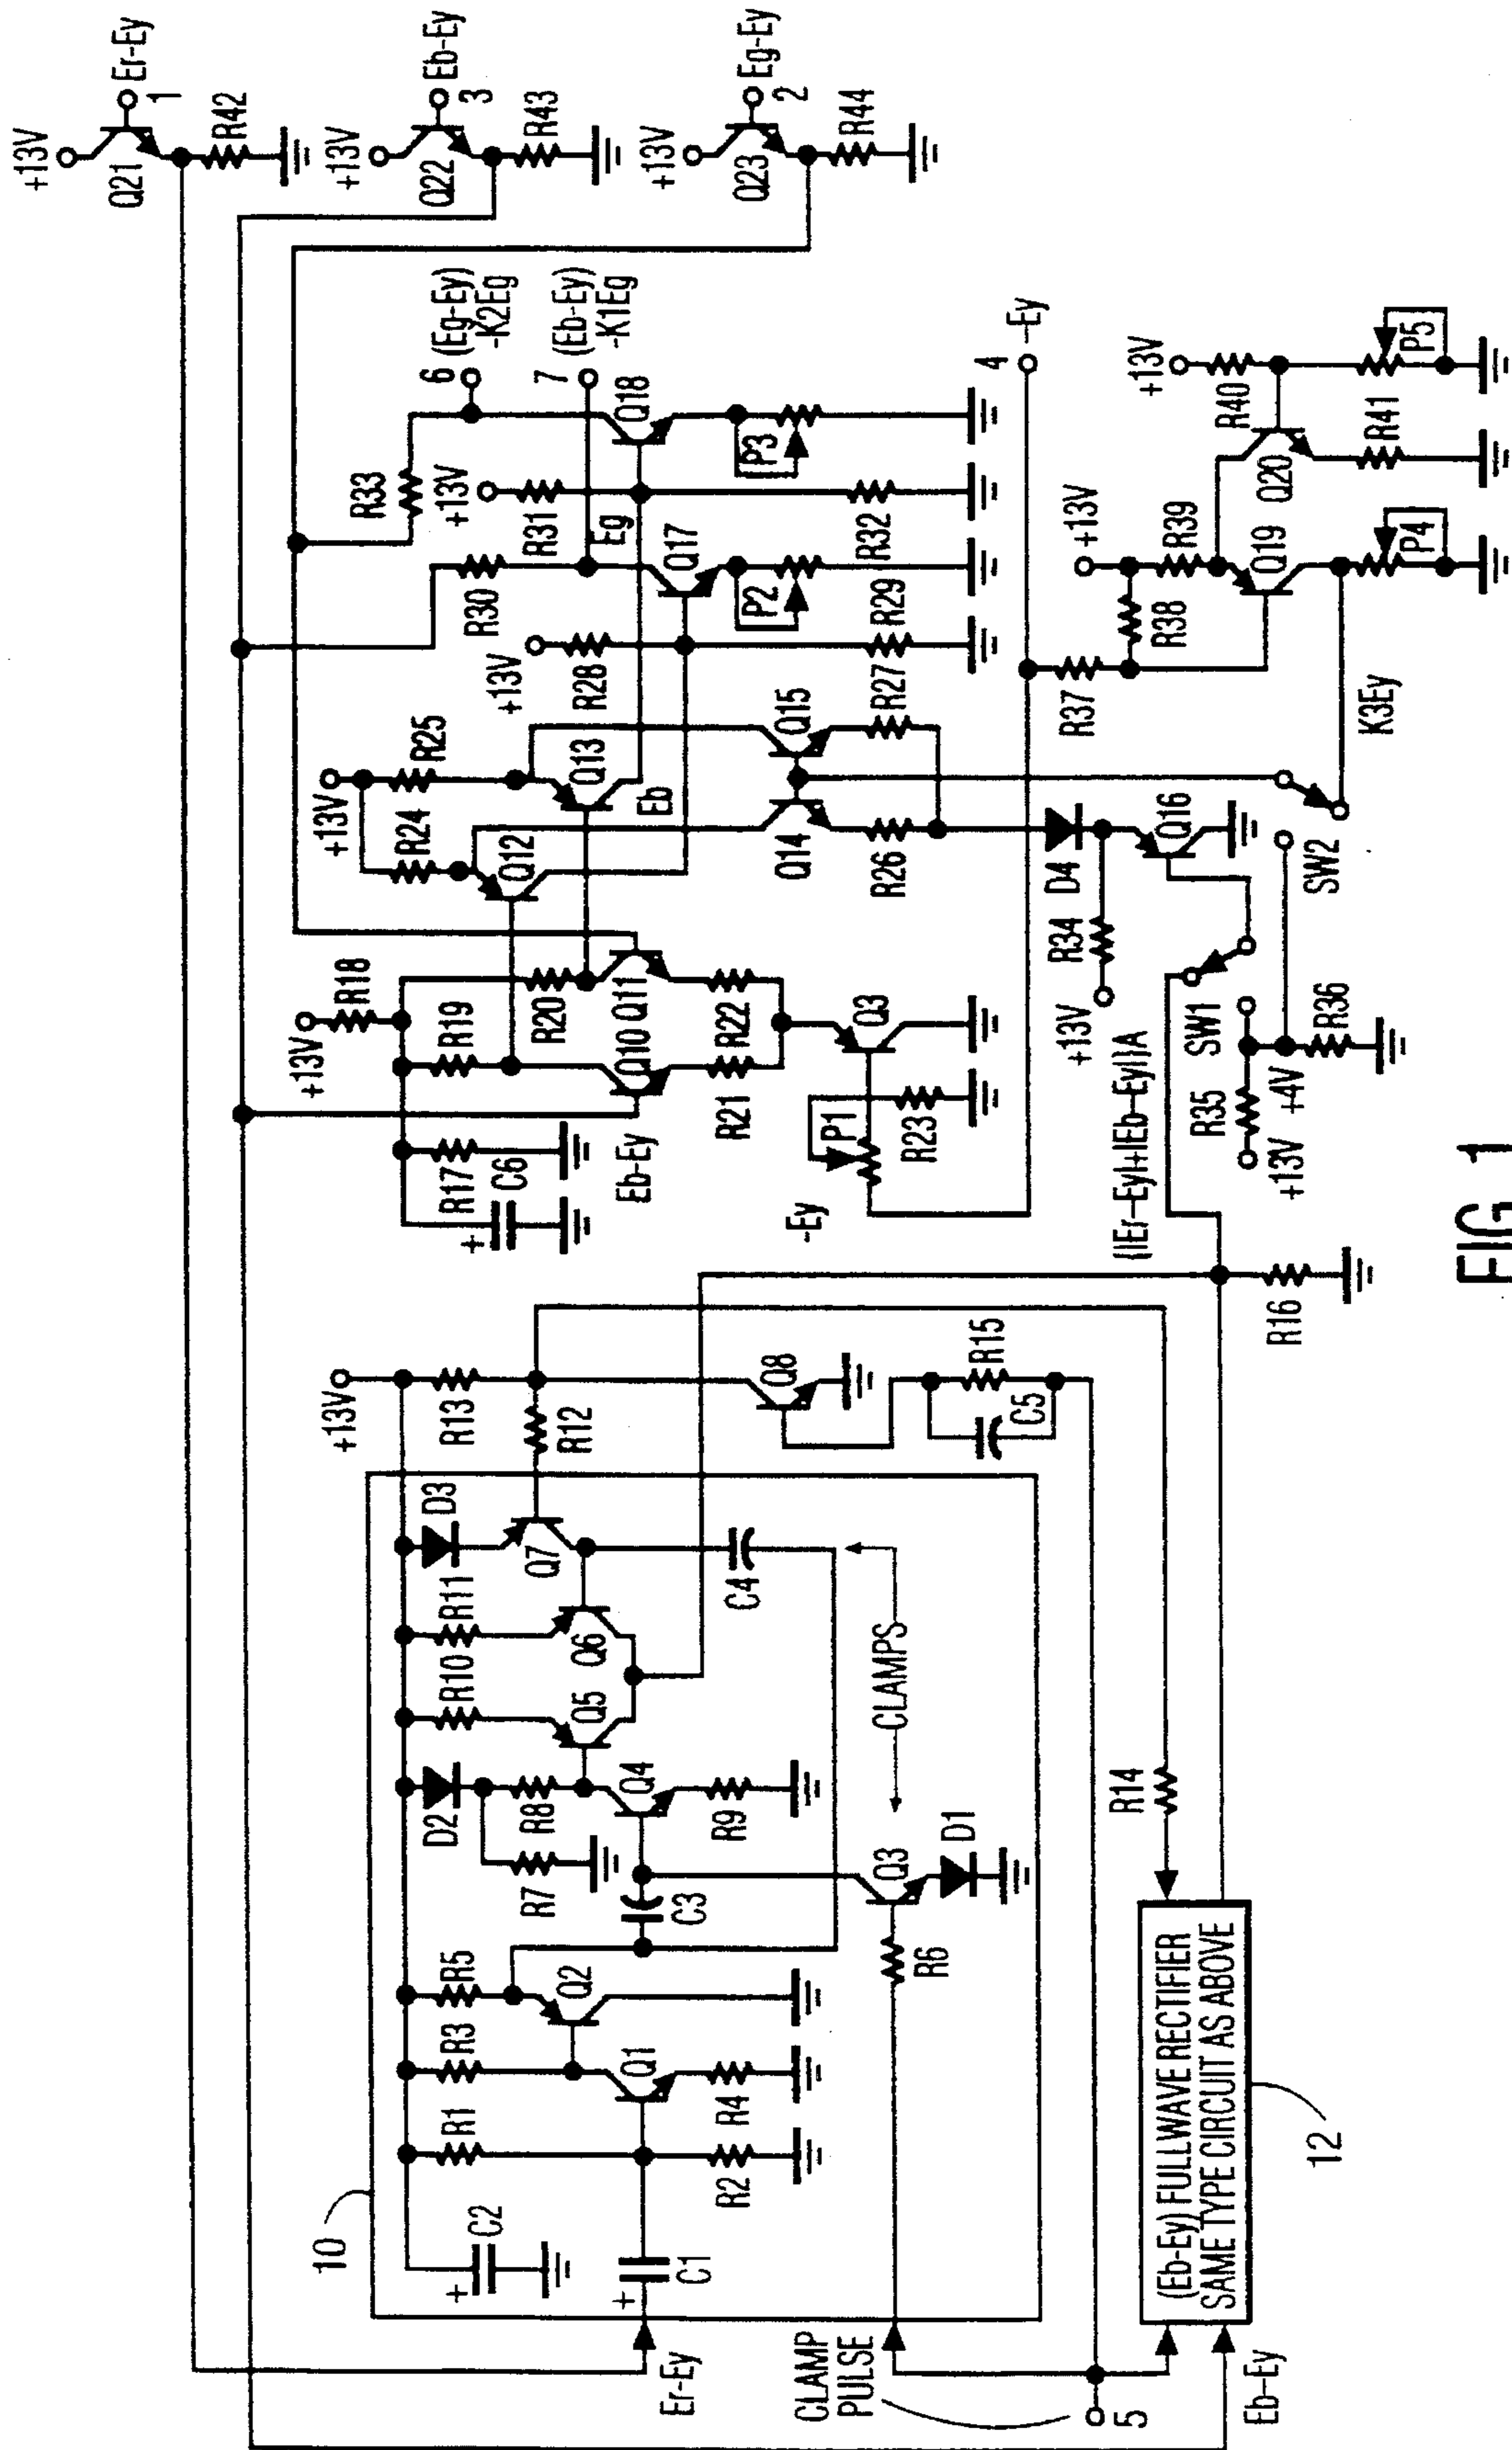 +13V
Q21
Er-Ey
1
R42
+13V
Q22
Eb-Ey
3
R43
+13V
Q23
Eg-Ey
2
R44
6
(Eg-Ey)
-K2Eg
7
(Eb-Ey)
-K1Eg
R33
+13V
R31
Eg
Q18
P3
R32
R30
Q17
P2
+13V
R28
R29
+13V
R25
R24
Q13
Q12
Eb
Q15
Q14
R27
R26
4
-Ey
+13V
R40
P5
Q20
R41
+13V
R39
R38
R37
Q19
P4
K3Ey
D4
Q16
R34
+13V
SW2
SW1
R35
+13V
+4V
R36
+13V
R18
R19
R20
Q11
Q10
R17
C6
+
Eb-Ey
R22
R21
Q3
P1
R23
-Ey
{|Er-Ey|+|Eb-Ey|}A
R16
+13V
R13
R12
Q8
R15
C5
D3
Q7
R11
R10
Q6
Q5
C4
CLAMPS
D2
R8
R7
Q4
R9
C3
Q3
D1
R6
R5
Q2
R3
Q1
R4
R1
R2
C2
+
C1
+
10
Er-Ey
CLAMP
PULSE
5
Eb-Ey
R14
(Eb-Ey) FULLWAVE RECTIFIER
SAME TYPE CIRCUIT AS ABOVE
12
FIG. 1